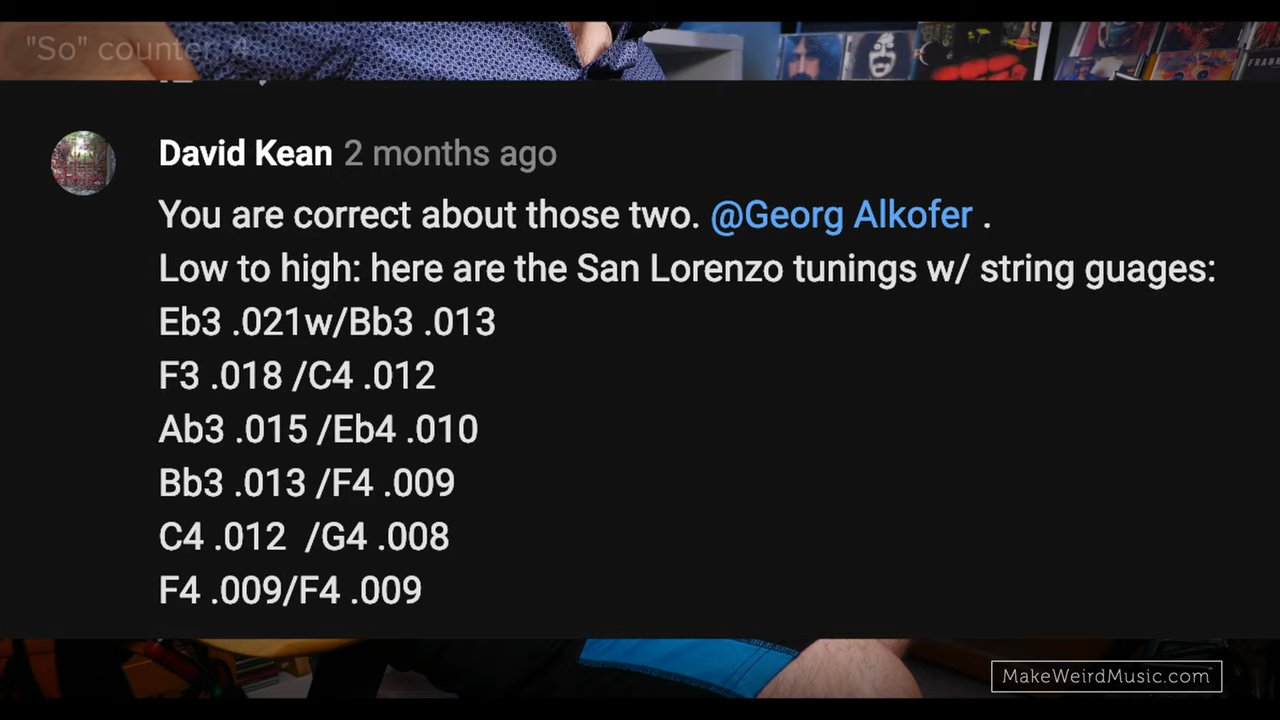 "So" counter: 4
David Kean 2 months ago
You are correct about those two. @Georg Alkofer .
Low to high: here are the San Lorenzo tunings w/ string guages:
Eb3 .021w/Bb3 .013
F3 .018 /C4 .012
Ab3 .015 /Eb4 .010
Bb3 .013 /F4 .009
C4 .012  /G4 .008
F4 .009/F4 .009
MakeWeirdMusic.com